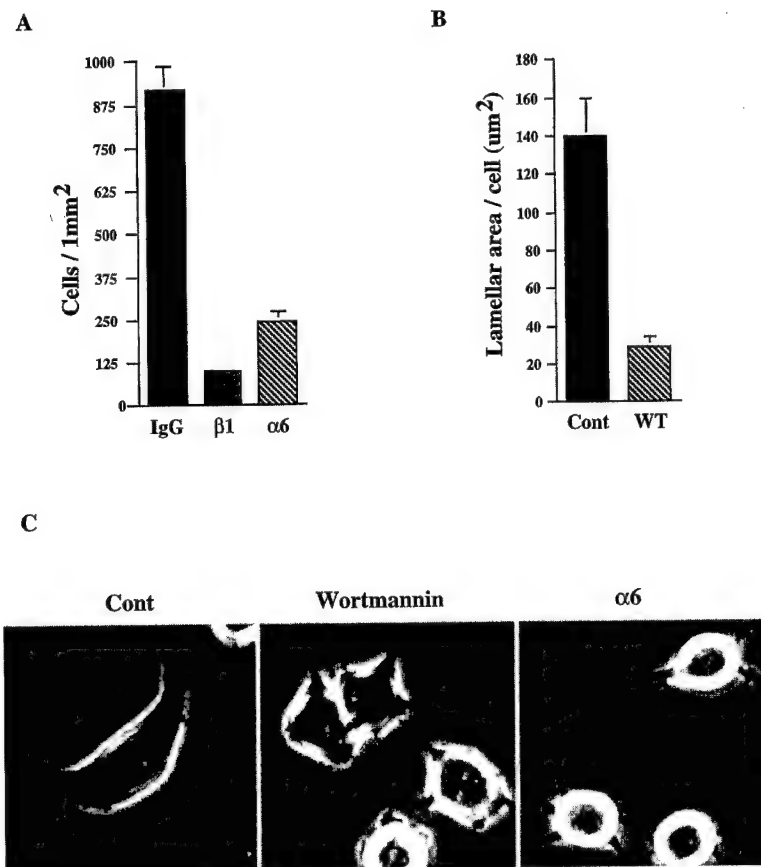 A
Cells / 1mm²
1000
875
750
625
500
375
250
125
0
IgG β1 α6
B
Lamellar area / cell (um²)
180
160
140
120
100
80
60
40
20
0
Cont WT
C
Cont Wortmannin α6